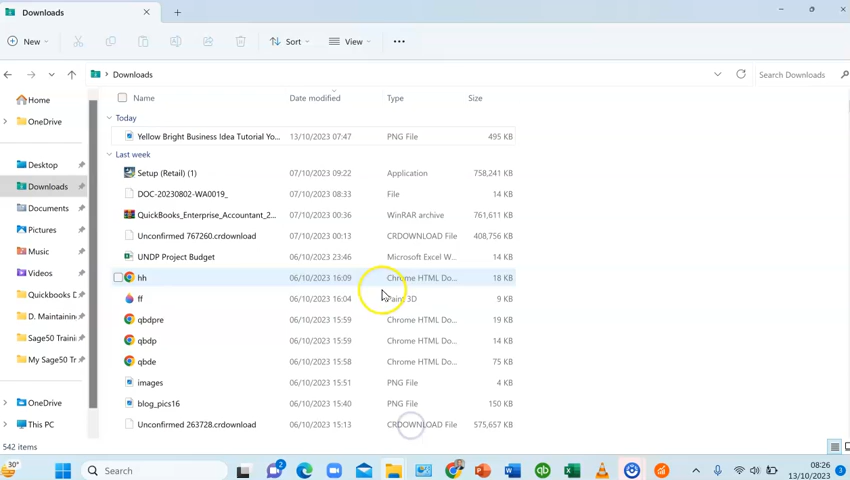 Downloads
New
Sort
View
Downloads
Search Downloads
Name Date modified Type Size
Home
OneDrive
Desktop
Downloads
Documents
Pictures
Music
Videos
Quickbooks D
D. Maintainin
Sage50 Traini
My Sage50 Tr
OneDrive
This PC
Today
Yellow Bright Business Idea Tutorial Yo... 13/10/2023 07:47 PNG File 495 KB
Last week
Setup (Retail) (1) 07/10/2023 09:22 Application 758,241 KB
DOC-20230802-WA0019_ 07/10/2023 08:33 File 14 KB
QuickBooks_Enterprise_Accountant_2... 07/10/2023 00:36 WinRAR archive 761,611 KB
Unconfirmed 767260.crdownload 07/10/2023 00:13 CRDOWNLOAD File 408,756 KB
UNDP Project Budget 06/10/2023 23:46 Microsoft Excel W... 14 KB
hh 06/10/2023 16:09 Chrome HTML Do... 18 KB
ff 06/10/2023 16:04 Paint 3D 9 KB
qbdpre 06/10/2023 15:59 Chrome HTML Do... 19 KB
qbdp 06/10/2023 15:59 Chrome HTML Do... 14 KB
qbde 06/10/2023 15:58 Chrome HTML Do... 75 KB
images 06/10/2023 15:51 PNG File 4 KB
blog_pics16 06/10/2023 15:40 PNG File 150 KB
Unconfirmed 263728.crdownload 06/10/2023 15:13 CRDOWNLOAD File 575,657 KB
542 items
30°
Search
2
08:26
13/10/2023
3